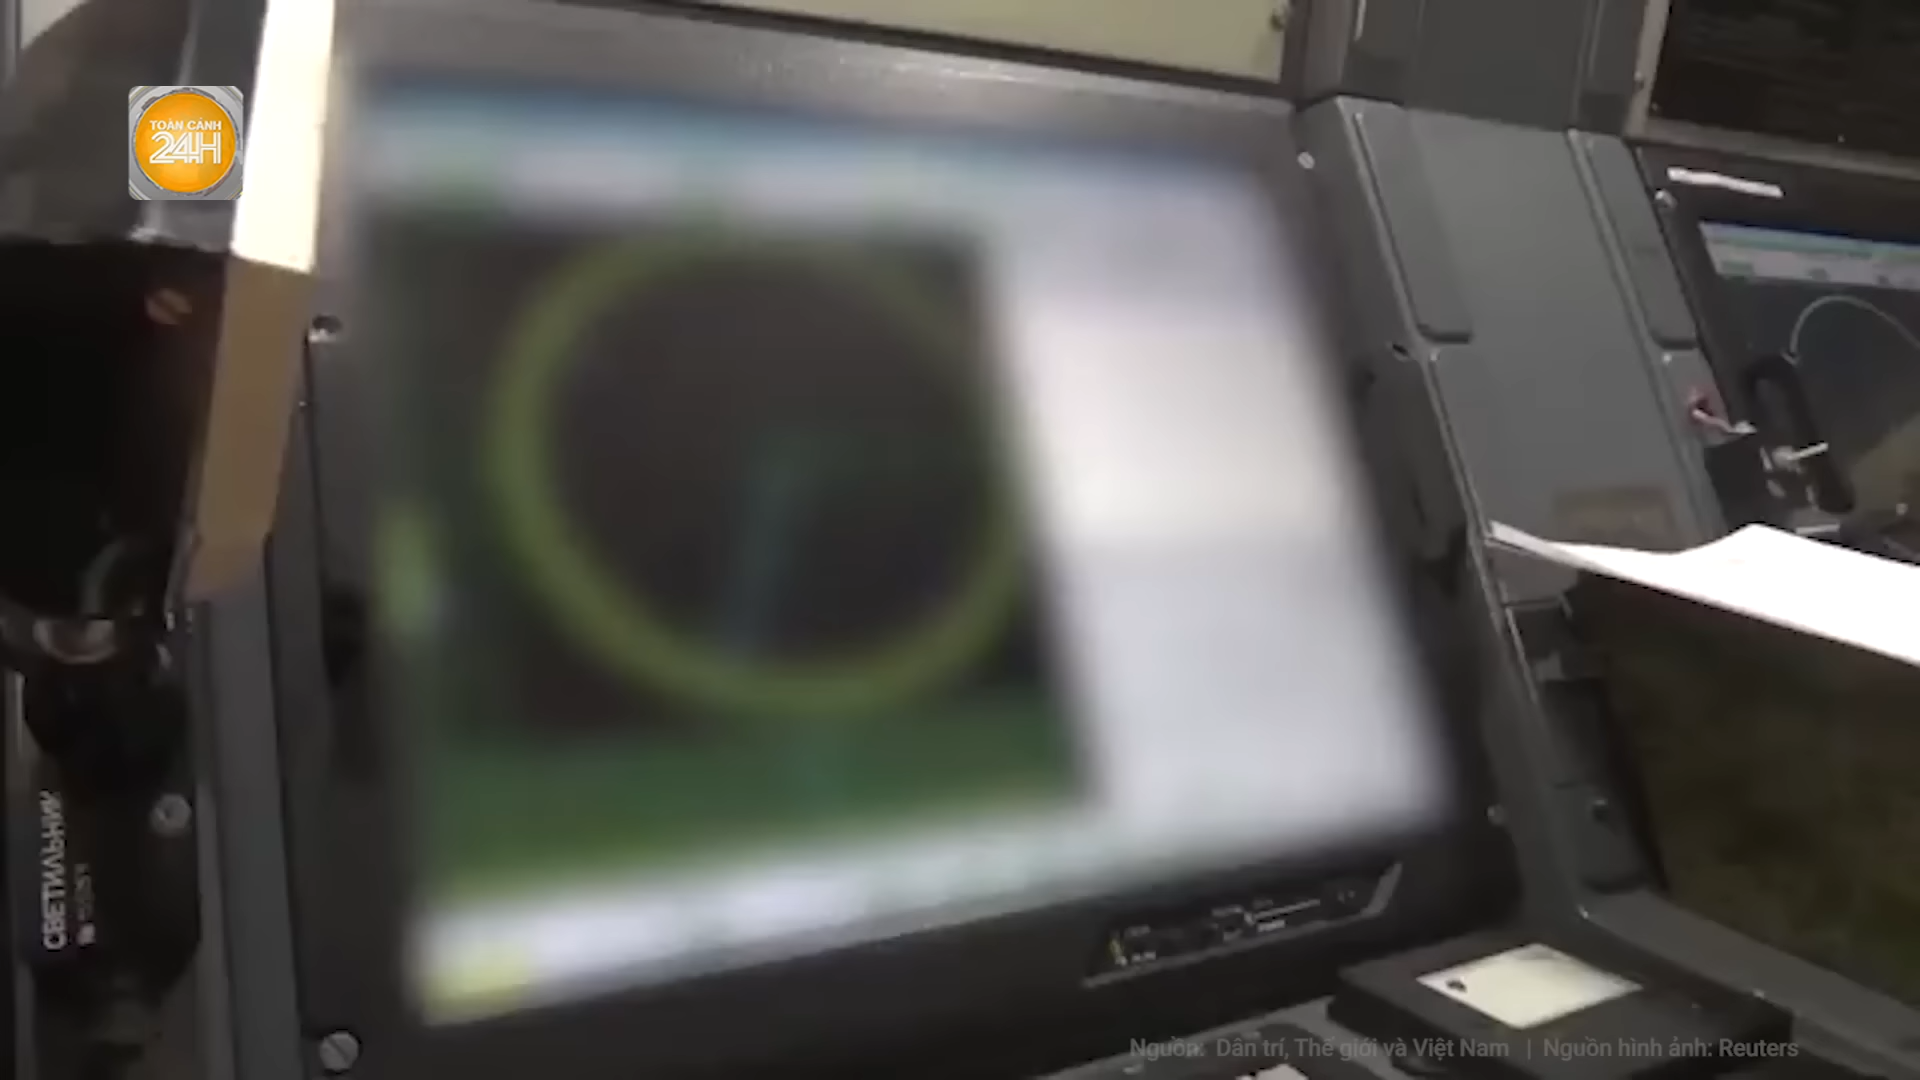 TOÀN CẢNH
24H
СВЕТИЛЬНИК
Nguồn: Dân trí, Thế giới và Việt Nam | Nguồn hình ảnh: Reuters